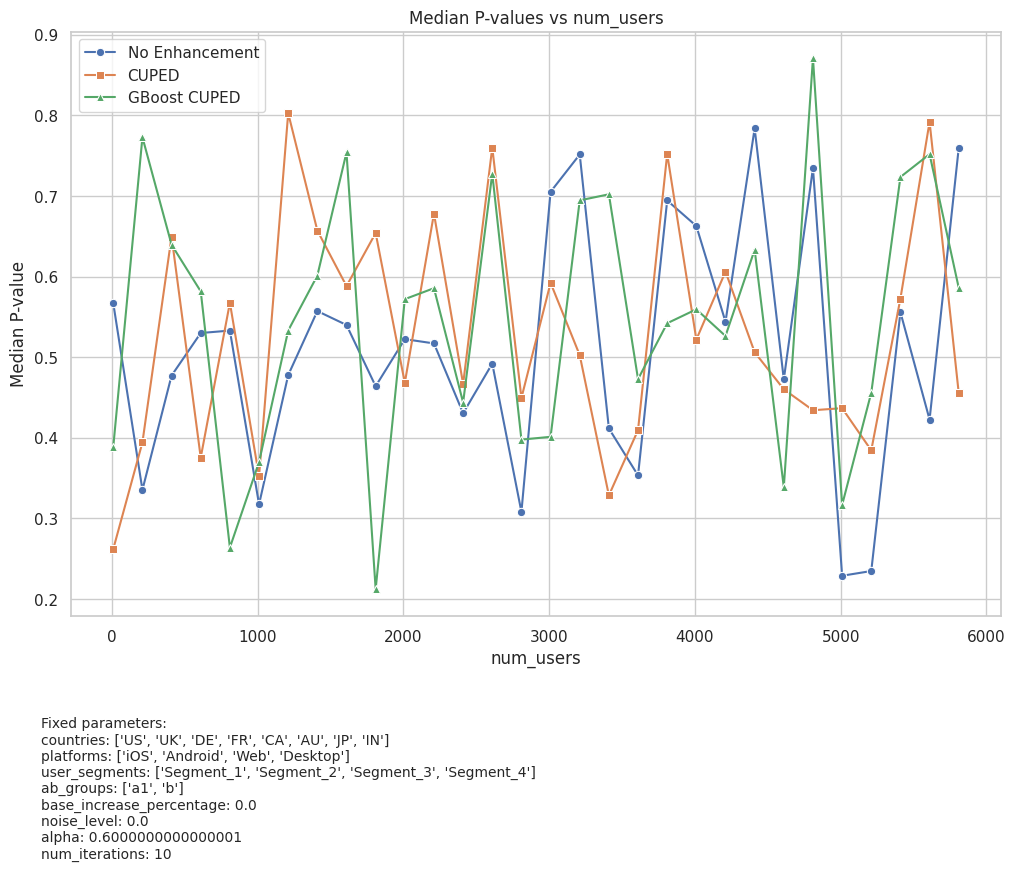 Median P-values vs num_users
No Enhancement
CUPED
GBoost CUPED
Median P-value
0.9
0.8
0.7
0.6
0.5
0.4
0.3
0.2
0
1000
2000
3000
4000
5000
6000
num_users
Fixed parameters:
countries: ['US', 'UK', 'DE', 'FR', 'CA', 'AU', 'JP', 'IN']
platforms: ['iOS', 'Android', 'Web', 'Desktop']
user_segments: ['Segment_1', 'Segment_2', 'Segment_3', 'Segment_4']
ab_groups: ['a1', 'b']
base_increase_percentage: 0.0
noise_level: 0.0
alpha: 0.6000000000000001
num_iterations: 10